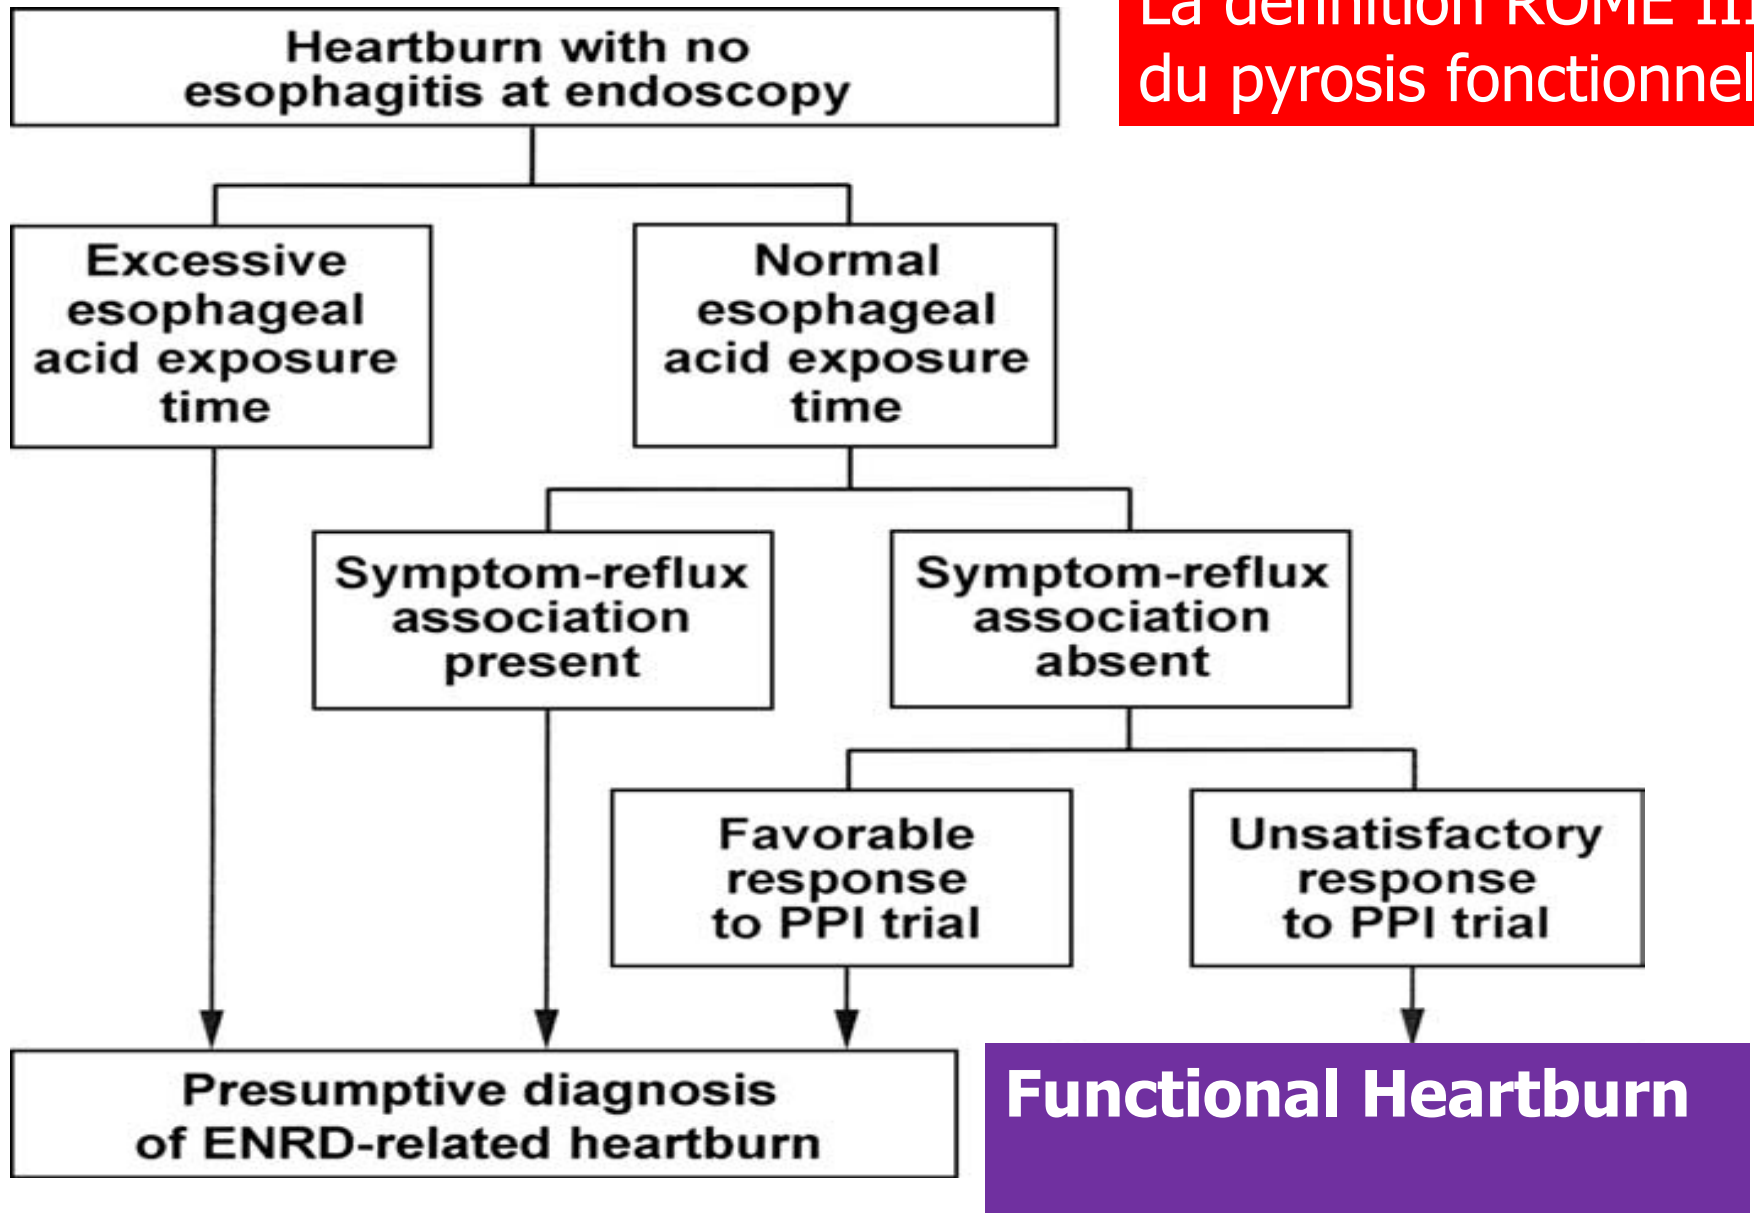 La définition ROME III
du pyrosis fonctionnel
Heartburn with no
esophagitis at endoscopy
Excessive
esophageal
acid exposure
time
Normal
esophageal
acid exposure
time
Symptom-reflux
association
present
Symptom-reflux
association
absent
Favorable
response
to PPI trial
Unsatisfactory
response
to PPI trial
Presumptive diagnosis
of ENRD-related heartburn
Functional Heartburn